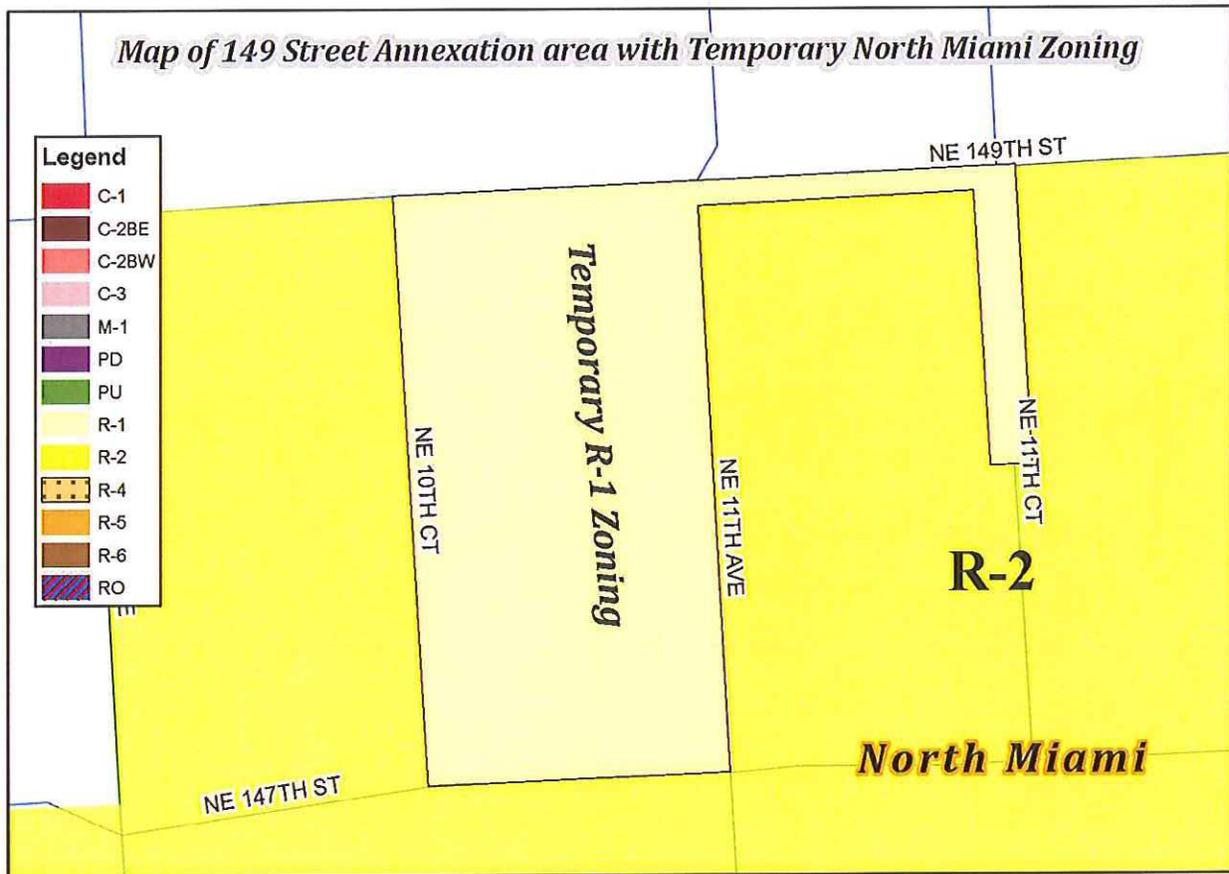 Map of 149 Street Annexation area with Temporary North Miami Zoning
NE 149TH ST
Legend
C-1
C-2BE
C-2BW
C-3
M-1
PD
PU
R-1
R-2
R-4
R-5
R-6
RO
E
Temporary R-1 Zoning
NE 10TH CT
NE 11TH AVE
NE 11TH CT
R-2
North Miami
NE 147TH ST